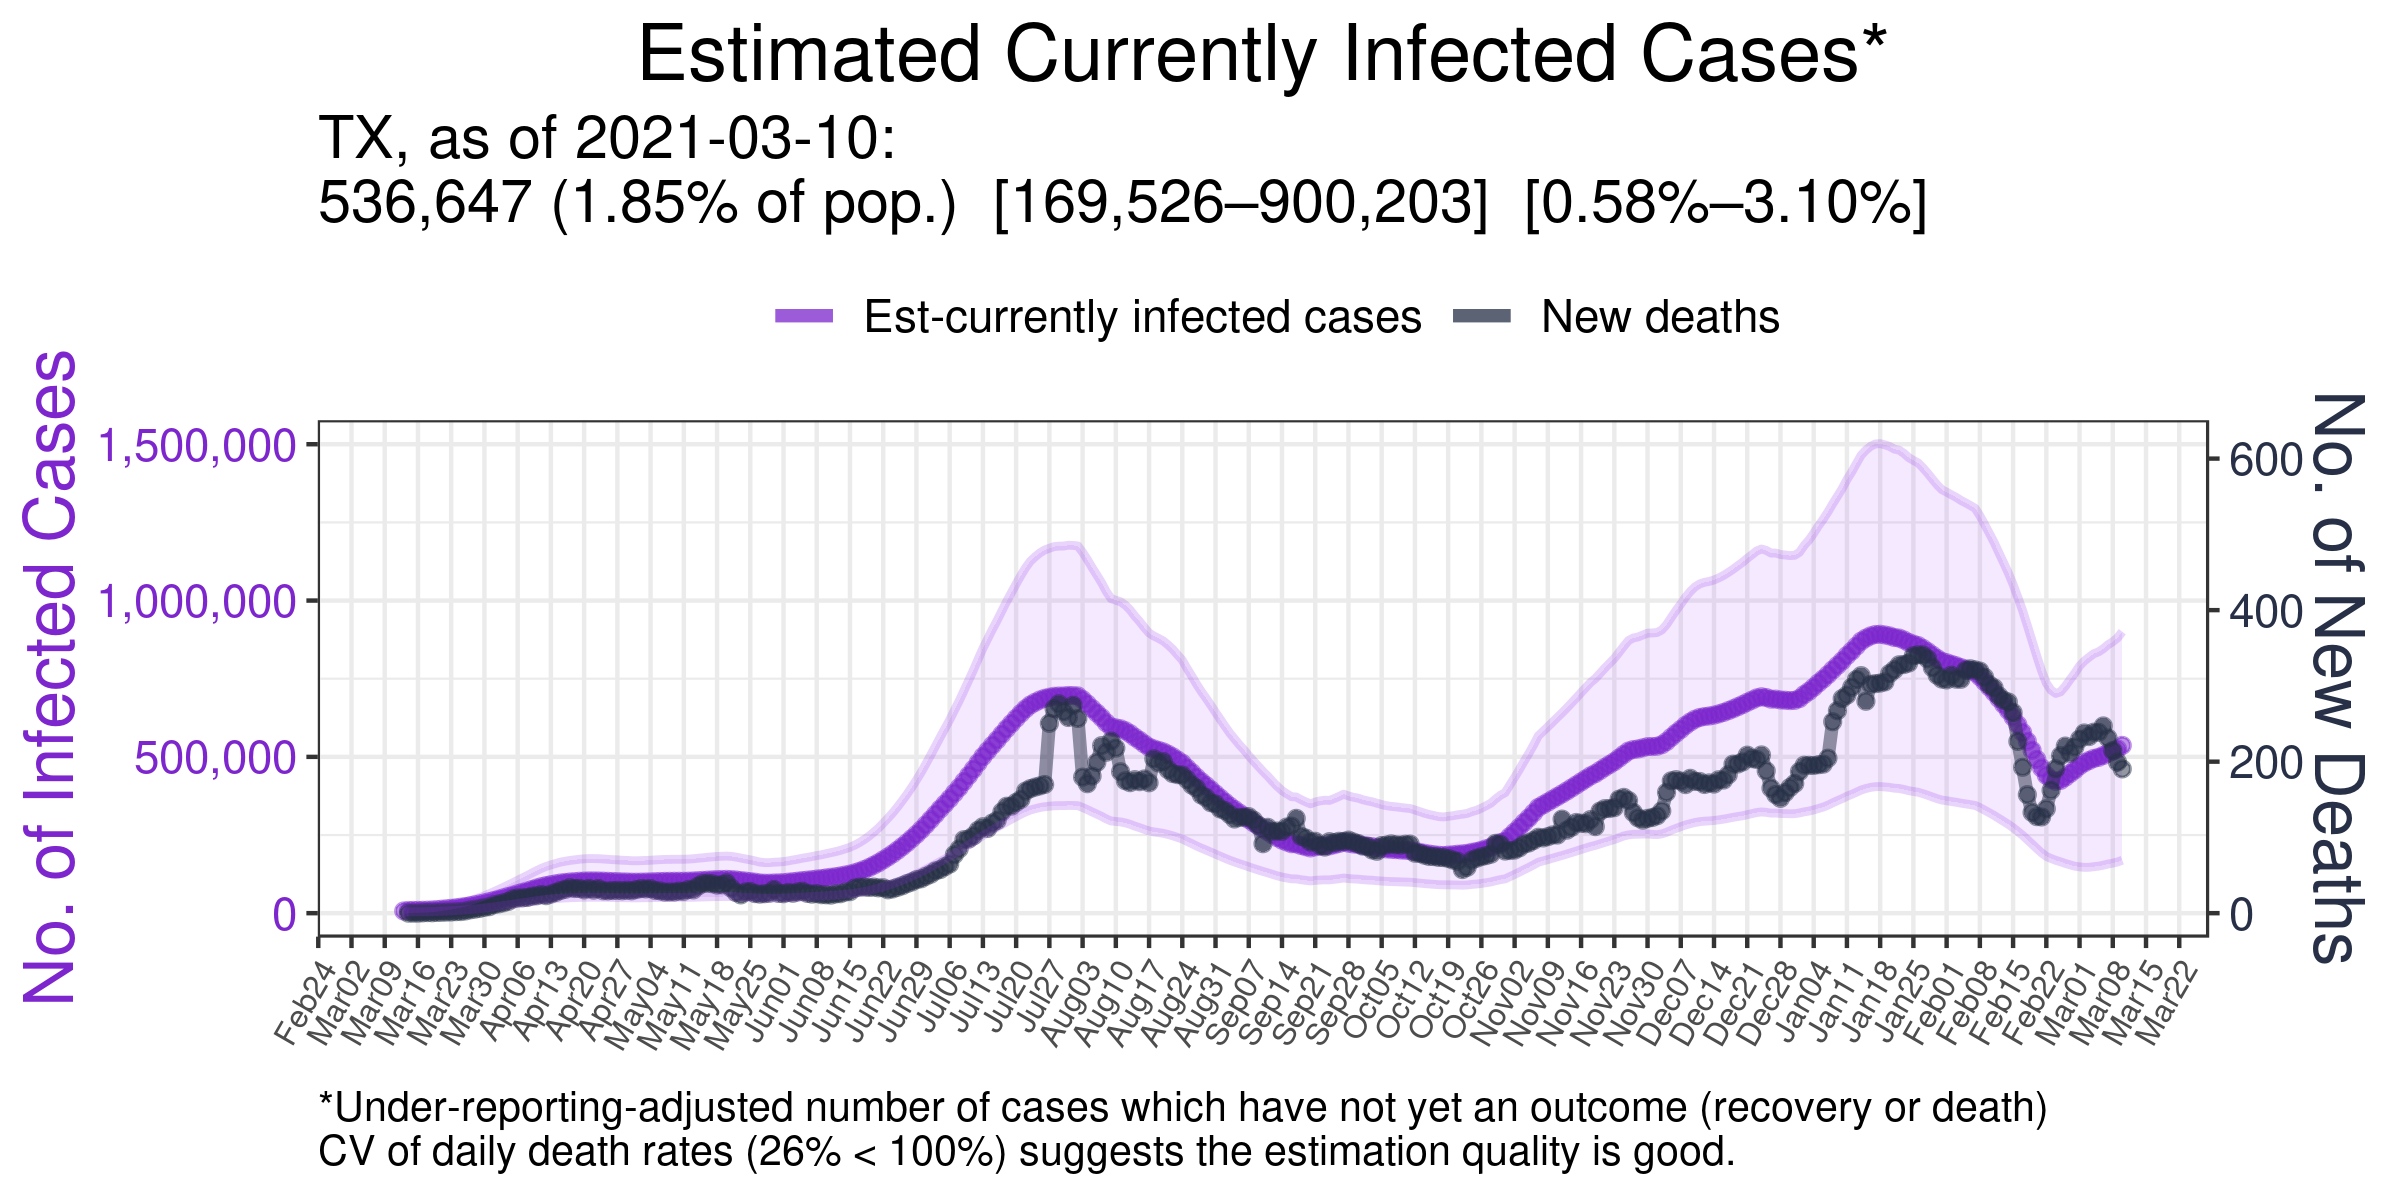 Estimated Currently Infected Cases*
TX, as of 2021-03-10:
536,647 (1.85% of pop.) [169,526–900,203] [0.58%–3.10%]
Est-currently infected cases
New deaths
No. of Infected Cases
1,500,000
1,000,000
500,000
0
600
400
200
0
No. of New Deaths
Feb24
Mar02
Mar09
Mar16
Mar23
Mar30
Apr06
Apr13
Apr20
Apr27
May04
May11
May18
May25
Jun01
Jun08
Jun15
Jun22
Jun29
Jul06
Jul13
Jul20
Jul27
Aug03
Aug10
Aug17
Aug24
Aug31
Sep07
Sep14
Sep21
Sep28
Oct05
Oct12
Oct19
Oct26
Nov02
Nov09
Nov16
Nov23
Nov30
Dec07
Dec14
Dec21
Dec28
Jan04
Jan11
Jan18
Jan25
Feb01
Feb08
Feb15
Feb22
Mar01
Mar08
Mar15
Mar22
*Under-reporting-adjusted number of cases which have not yet an outcome (recovery or death)
CV of daily death rates (26% < 100%) suggests the estimation quality is good.